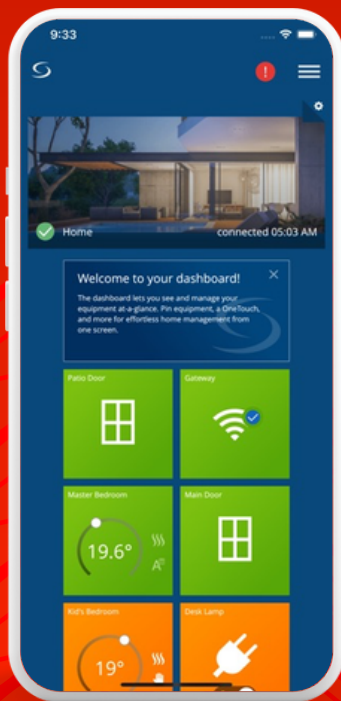 9:33
Home
connected 05:03 AM
Welcome to your dashboard!
The dashboard lets you see and manage your
equipment at-a-glance. Pin equipment, a OneTouch,
and more for effortless home management from
one screen.
Patio Door
Gateway
Master Bedroom
Main Door
19.6°
A
Kid's Bedroom
Desk Lamp
19°